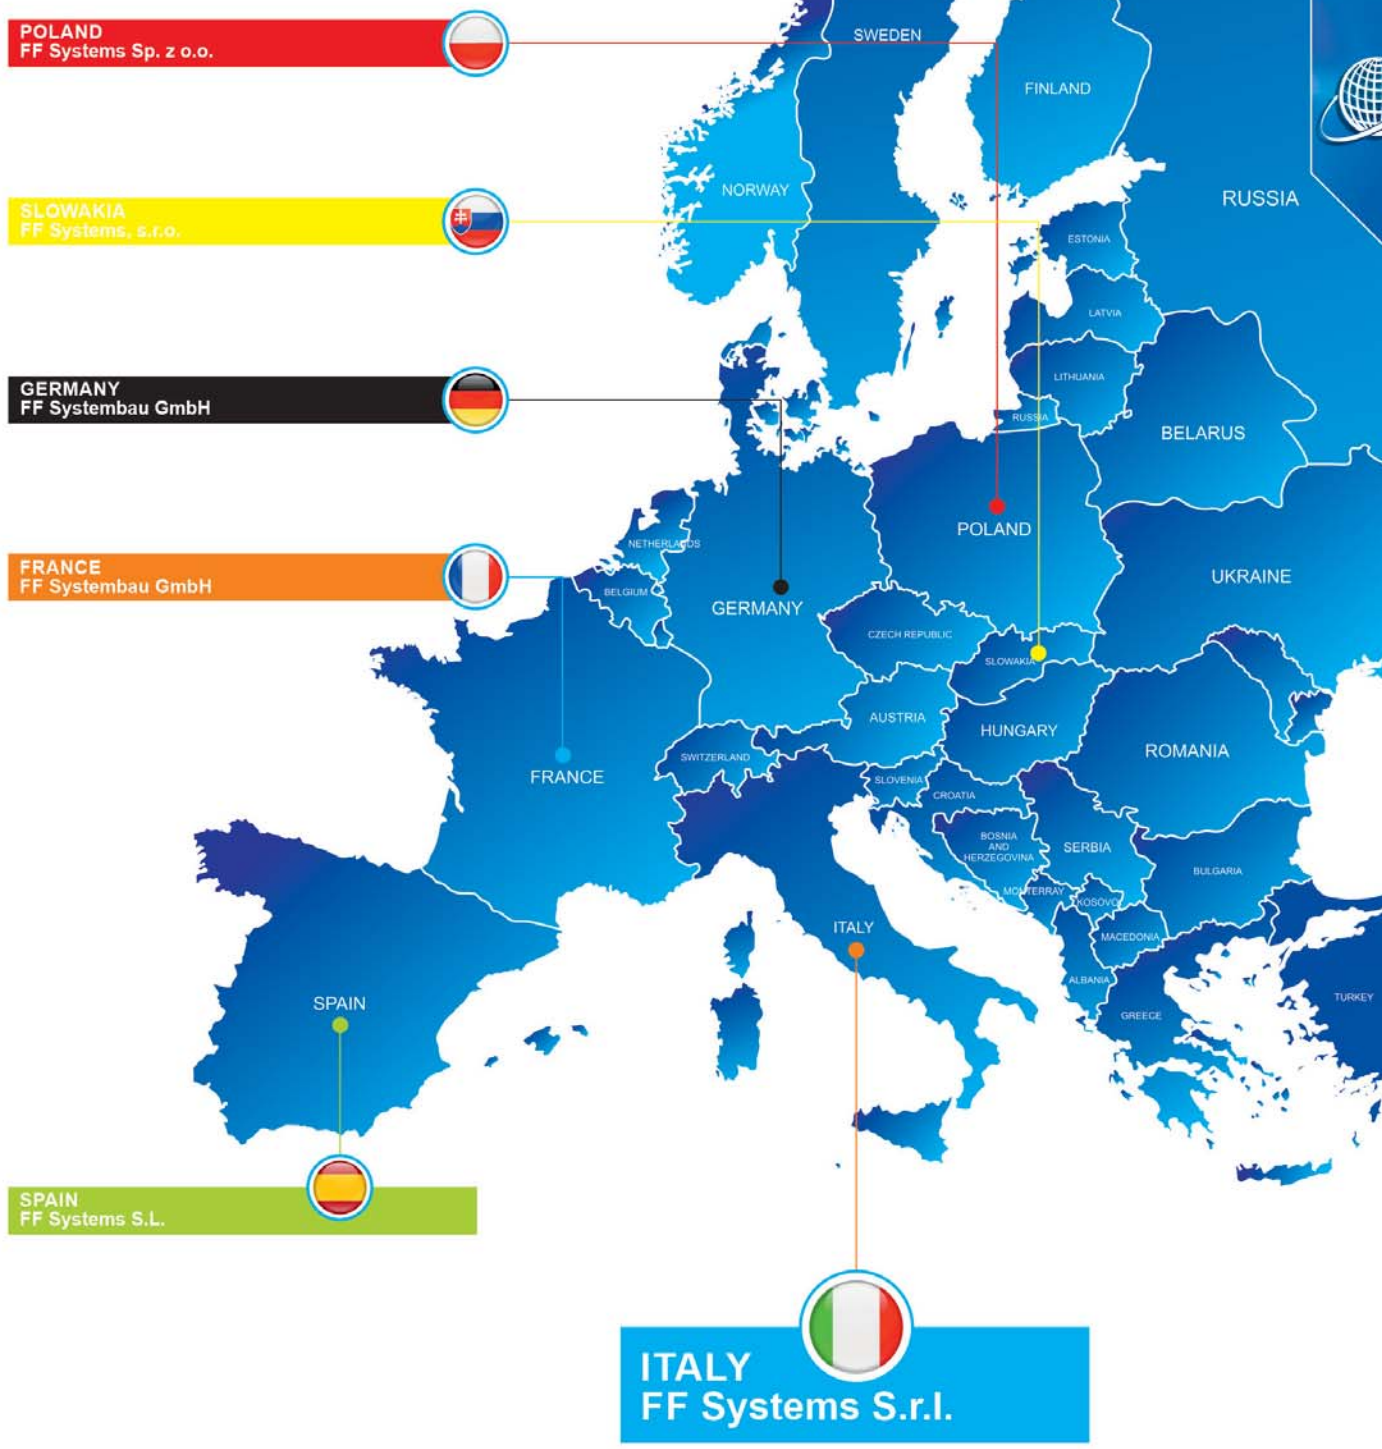 POLAND
FF Systems Sp. z o.o.
SWEDEN
FINLAND
NORWAY
RUSSIA
SLOWAKIA
FF Systems, s.r.o.
ESTONIA
LATVIA
LITHUANIA
GERMANY
FF Systembau GmbH
RUSSIA
BELARUS
POLAND
NETHERLANDS
FRANCE
FF Systembau GmbH
BELGIUM
GERMANY
UKRAINE
CZECH REPUBLIC
SLOWAKIA
AUSTRIA
HUNGARY
ROMANIA
SWITZERLAND
FRANCE
SLOVENIA
CROATIA
BOSNIA
AND
HERZEGOVINA
SERBIA
BULGARIA
MONTERRAY
KOSOVO
ITALY
MACEDONIA
ALBANIA
SPAIN
GREECE
TURKEY
SPAIN
FF Systems S.L.
ITALY
FF Systems S.r.l.